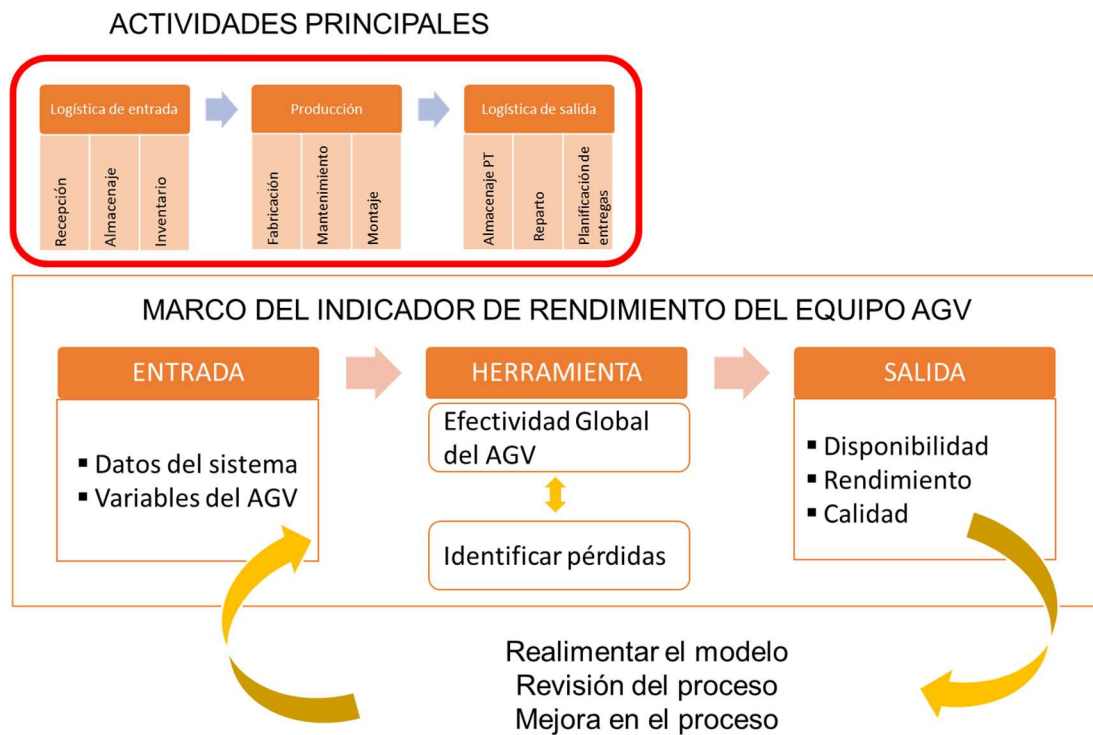 ACTIVIDADES PRINCIPALES
Logística de entrada
Recepción
Almacenaje
Inventario
Producción
Fabricación
Mantenimiento
Montaje
Logística de salida
Almacenaje PT
Reparto
Planificación de
entregas
MARCO DEL INDICADOR DE RENDIMIENTO DEL EQUIPO AGV
ENTRADA
▪ Datos del sistema
▪ Variables del AGV
HERRAMIENTA
Efectividad Global
del AGV
Identificar pérdidas
SALIDA
▪ Disponibilidad
▪ Rendimiento
▪ Calidad
Realimentar el modelo
Revisión del proceso
Mejora en el proceso